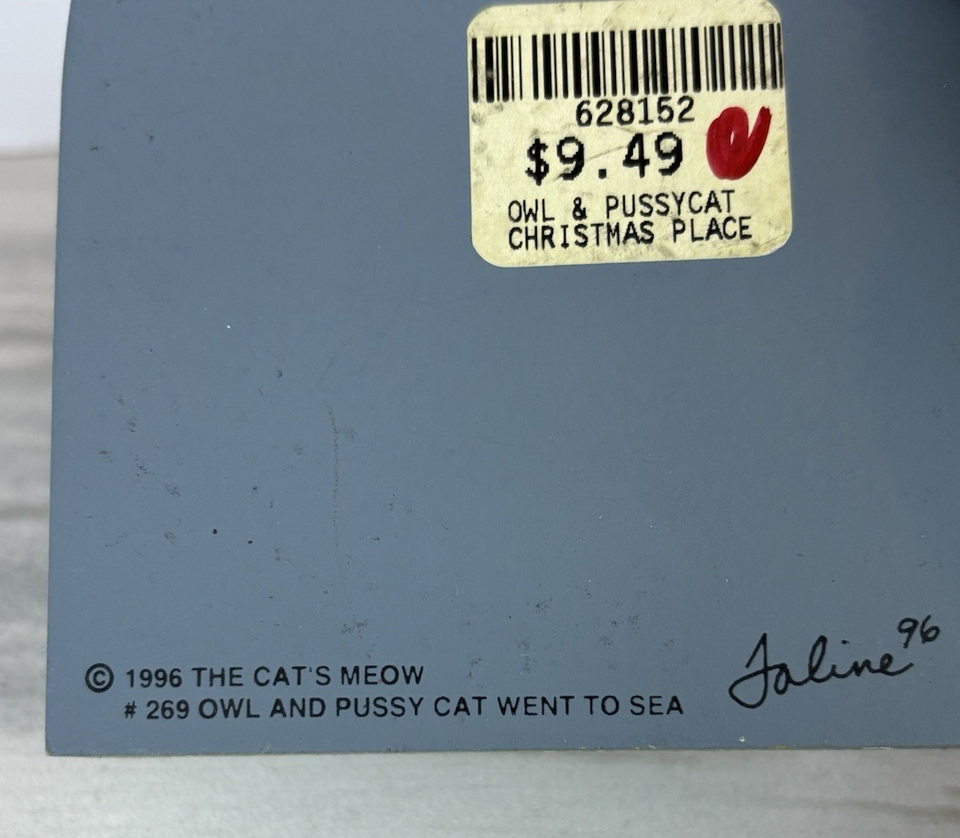 628152
$9.49
OWL & PUSSYCAT
CHRISTMAS PLACE
© 1996 THE CAT'S MEOW
# 269 OWL AND PUSSY CAT WENT TO SEA
Faline 96